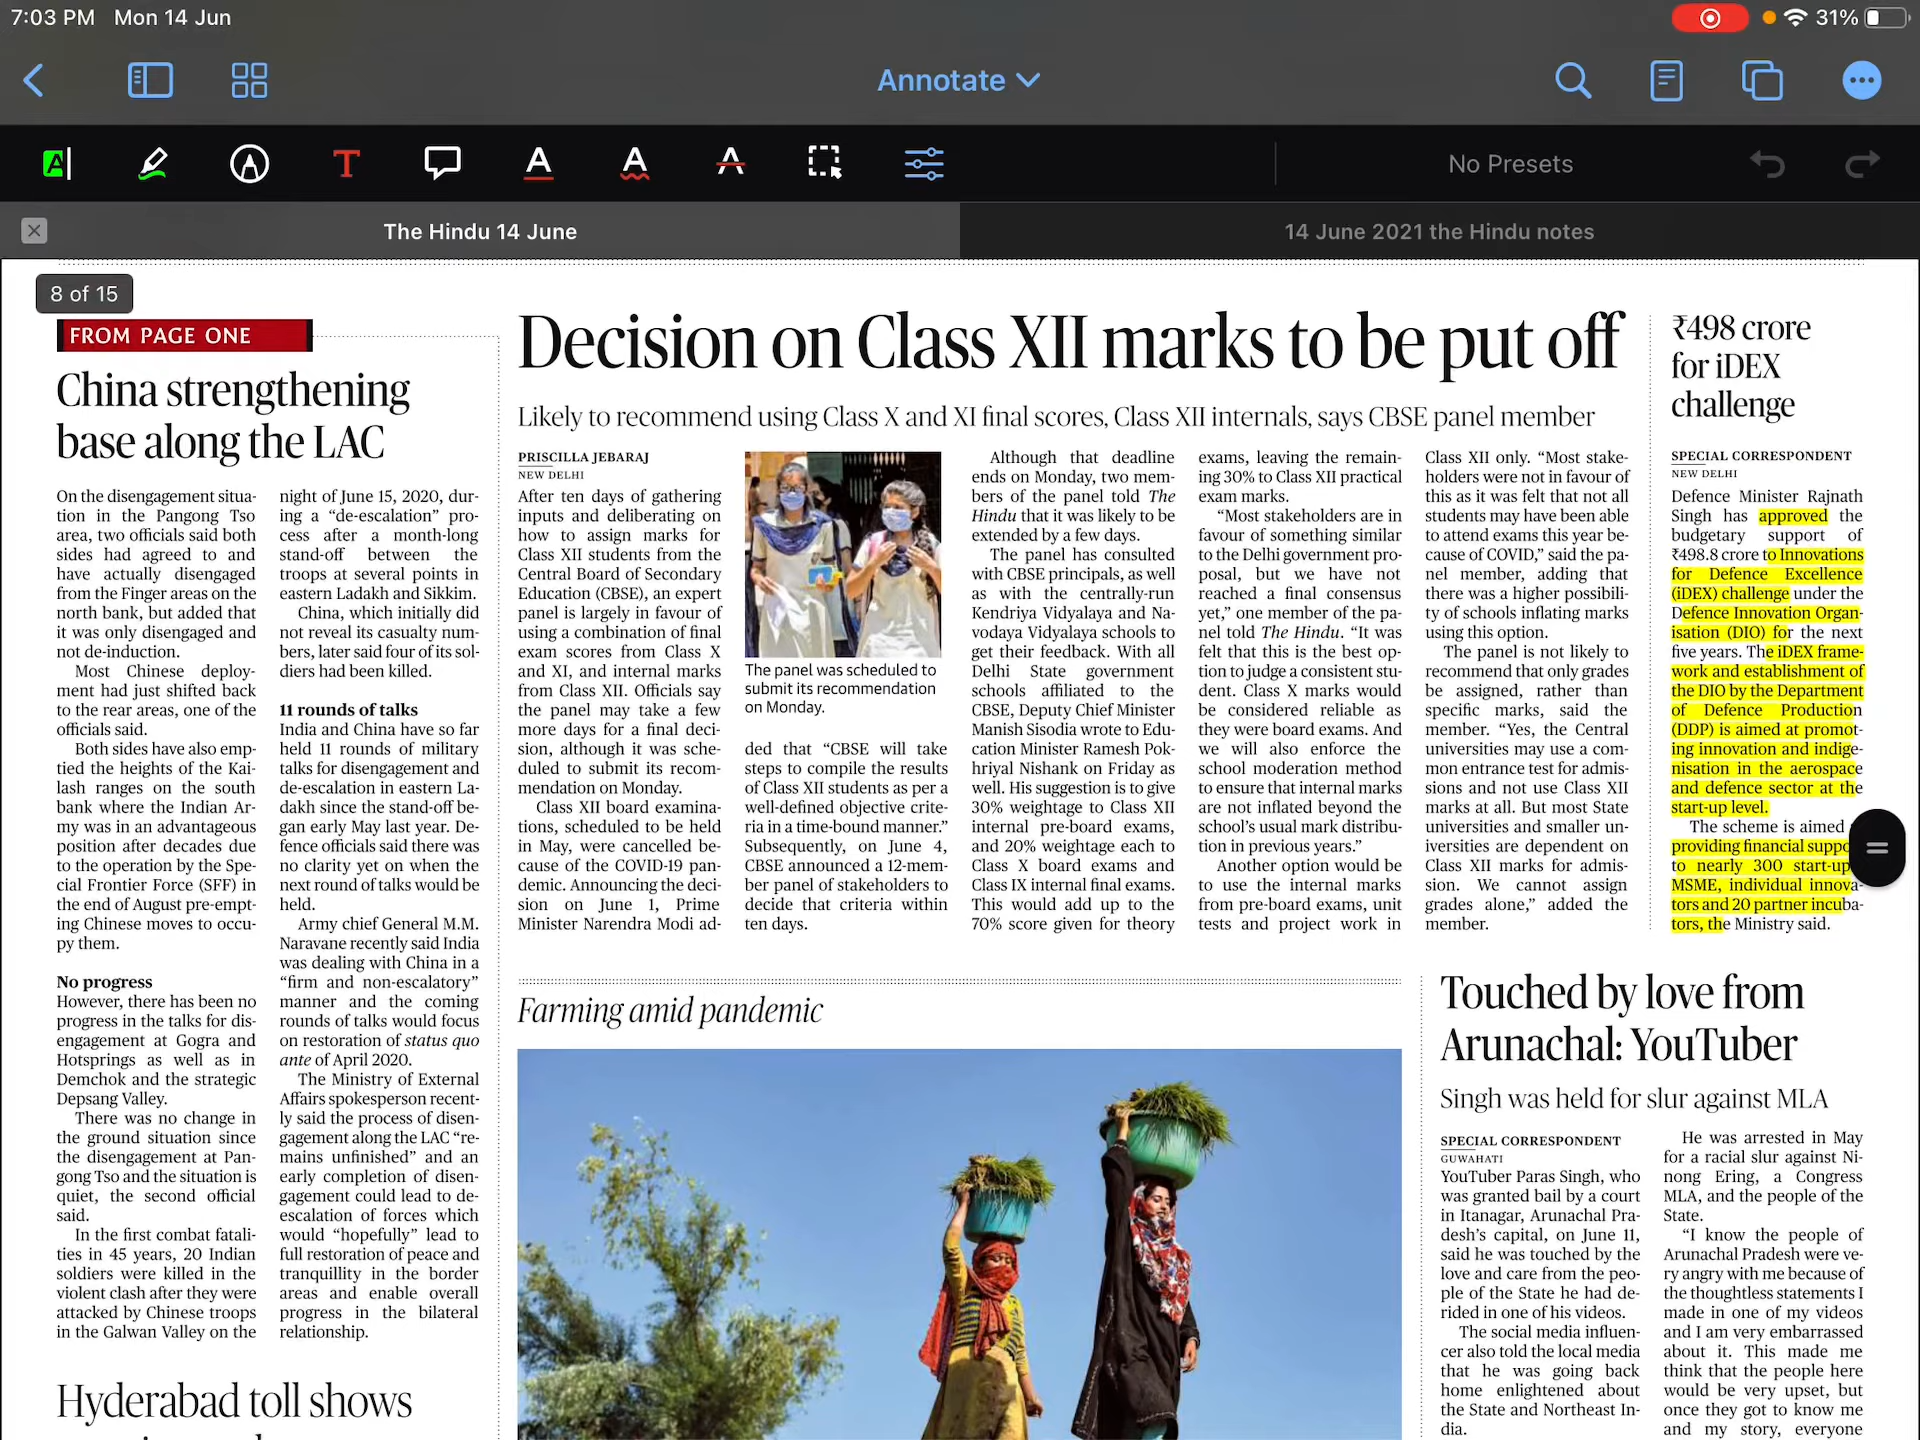 7:03 PM Mon 14 Jun
31%
Annotate
No Presets
The Hindu 14 June
14 June 2021 the Hindu notes
8 of 15
FROM PAGE ONE
China strengthening
base along the LAC
On the disengagement situa-
tion in the Pangong Tso
area, two officials said both
sides had agreed to and
have actually disengaged
from the Finger areas on the
north bank, but added that
it was only disengaged and
not de-induction.
Most Chinese deploy-
ment had just shifted back
to the rear areas, one of the
officials said.
Both sides have also emp-
tied the heights of the Kai-
lash ranges on the south
bank where the Indian Ar-
my was in an advantageous
position after decades due
to the operation by the Spe-
cial Frontier Force (SFF) in
the end of August pre-empt-
ing Chinese moves to occu-
py them.
No progress
However, there has been no
progress in the talks for dis-
engagement at Gogra and
Hotsprings as well as in
Demchok and the strategic
Depsang Valley.
There was no change in
the ground situation since
the disengagement at Pan-
gong Tso and the situation is
quiet, the second official
said.
In the first combat fatali-
ties in 45 years, 20 Indian
soldiers were killed in the
violent clash after they were
attacked by Chinese troops
in the Galwan Valley on the
night of June 15, 2020, dur-
ing a “de-escalation” pro-
cess after a month-long
stand-off between the
troops at several points in
eastern Ladakh and Sikkim.
China, which initially did
not reveal its casualty num-
bers, later said four of its sol-
diers had been killed.
11 rounds of talks
India and China have so far
held 11 rounds of military
talks for disengagement and
de-escalation in eastern La-
dakh since the stand-off be-
gan early May last year. De-
fence officials said there was
no clarity yet on when the
next round of talks would be
held.
Army chief General M.M.
Naravane recently said India
was dealing with China in a
“firm and non-escalatory”
manner and the coming
rounds of talks would focus
on restoration of status quo
ante of April 2020.
The Ministry of External
Affairs spokesperson recent-
ly said the process of disen-
gagement along the LAC “re-
mains unfinished” and an
early completion of disen-
gagement could lead to de-
escalation of forces which
would “hopefully” lead to
full restoration of peace and
tranquillity in the border
areas and enable overall
progress in the bilateral
relationship.
Hyderabad toll shows
Decision on Class XII marks to be put off
Likely to recommend using Class X and XI final scores, Class XII internals, says CBSE panel member
PRISCILLA JEBARAJ
NEW DELHI
After ten days of gathering
inputs and deliberating on
how to assign marks for
Class XII students from the
Central Board of Secondary
Education (CBSE), an expert
panel is largely in favour of
using a combination of final
exam scores from Class X
and XI, and internal marks
from Class XII. Officials say
the panel may take a few
more days for a final deci-
sion, although it was sche-
duled to submit its recom-
mendation on Monday.
Class XII board examina-
tions, scheduled to be held
in May, were cancelled be-
cause of the COVID-19 pan-
demic. Announcing the deci-
sion on June 1, Prime
Minister Narendra Modi ad-
The panel was scheduled to
submit its recommendation
on Monday.
ded that “CBSE will take
steps to compile the results
of Class XII students as per a
well-defined objective crite-
ria in a time-bound manner.”
Subsequently, on June 4,
CBSE announced a 12-mem-
ber panel of stakeholders to
decide that criteria within
ten days.
Although that deadline
ends on Monday, two mem-
bers of the panel told The
Hindu that it was likely to be
extended by a few days.
The panel has consulted
with CBSE principals, as well
as with the centrally-run
Kendriya Vidyalaya and Na-
vodaya Vidyalaya schools to
get their feedback. With all
Delhi State government
schools affiliated to the
CBSE, Deputy Chief Minister
Manish Sisodia wrote to Edu-
cation Minister Ramesh Pok-
hriyal Nishank on Friday as
well. His suggestion is to give
30% weightage to Class XII
internal pre-board exams,
and 20% weightage each to
Class X board exams and
Class IX internal final exams.
This would add up to the
70% score given for theory
exams, leaving the remain-
ing 30% to Class XII practical
exam marks.
“Most stakeholders are in
favour of something similar
to the Delhi government pro-
posal, but we have not
reached a final consensus
yet,” one member of the pa-
nel told The Hindu. “It was
felt that this is the best op-
tion to judge a consistent stu-
dent. Class X marks would
be considered reliable as
they were board exams. And
we will also enforce the
school moderation method
to ensure that internal marks
are not inflated beyond the
school’s usual mark distribu-
tion in previous years.”
Another option would be
to use the internal marks
from pre-board exams, unit
tests and project work in
Class XII only. “Most stake-
holders were not in favour of
this as it was felt that not all
students may have been able
to attend exams this year be-
cause of COVID,” said the pa-
nel member, adding that
there was a higher possibili-
ty of schools inflating marks
using this option.
The panel is not likely to
recommend that only grades
be assigned, rather than
specific marks, said the
member. “Yes, the Central
universities may use a com-
mon entrance test for admis-
sions and not use Class XII
marks at all. But most State
universities and smaller un-
iversities are dependent on
Class XII marks for admis-
sion. We cannot assign
grades alone,” added the
member.
₹498 crore
for iDEX
challenge
SPECIAL CORRESPONDENT
NEW DELHI
Defence Minister Rajnath
Singh has approved the
budgetary support of
₹498.8 crore to Innovations
for Defence Excellence
(iDEX) challenge under the
Defence Innovation Organ-
isation (DIO) for the next
five years. The iDEX frame-
work and establishment of
the DIO by the Department
of Defence Production
(DDP) is aimed at promot-
ing innovation and indige-
nisation in the aerospace
and defence sector at the
start-up level.
The scheme is aimed
providing financial
to nearly 300
MSME, individual innova-
tors and 20 partner incuba-
tors, the Ministry said.
Farming amid pandemic
Touched by love from
Arunachal: YouTuber
Singh was held for slur against MLA
SPECIAL CORRESPONDENT
GUWAHATI
YouTuber Paras Singh, who
was granted bail by a court
in Itanagar, Arunachal Pra-
desh’s capital, on June 11,
said he was touched by the
love and care from the peo-
ple of the State he had de-
rided in one of his videos.
The social media influen-
cer also told the local media
that he was going back
home enlightened about
the State and Northeast In-
dia.
He was arrested in May
for a racial slur against Ni-
nong Ering, a Congress
MLA, and the people of the
State.
“I know the people of
Arunachal Pradesh were ve-
ry angry with me because of
the thoughtless statements I
made in one of my videos
and I am very embarrassed
about it. This made me
think that the people here
would be very upset, but
once they got to know me
and my story, everyone